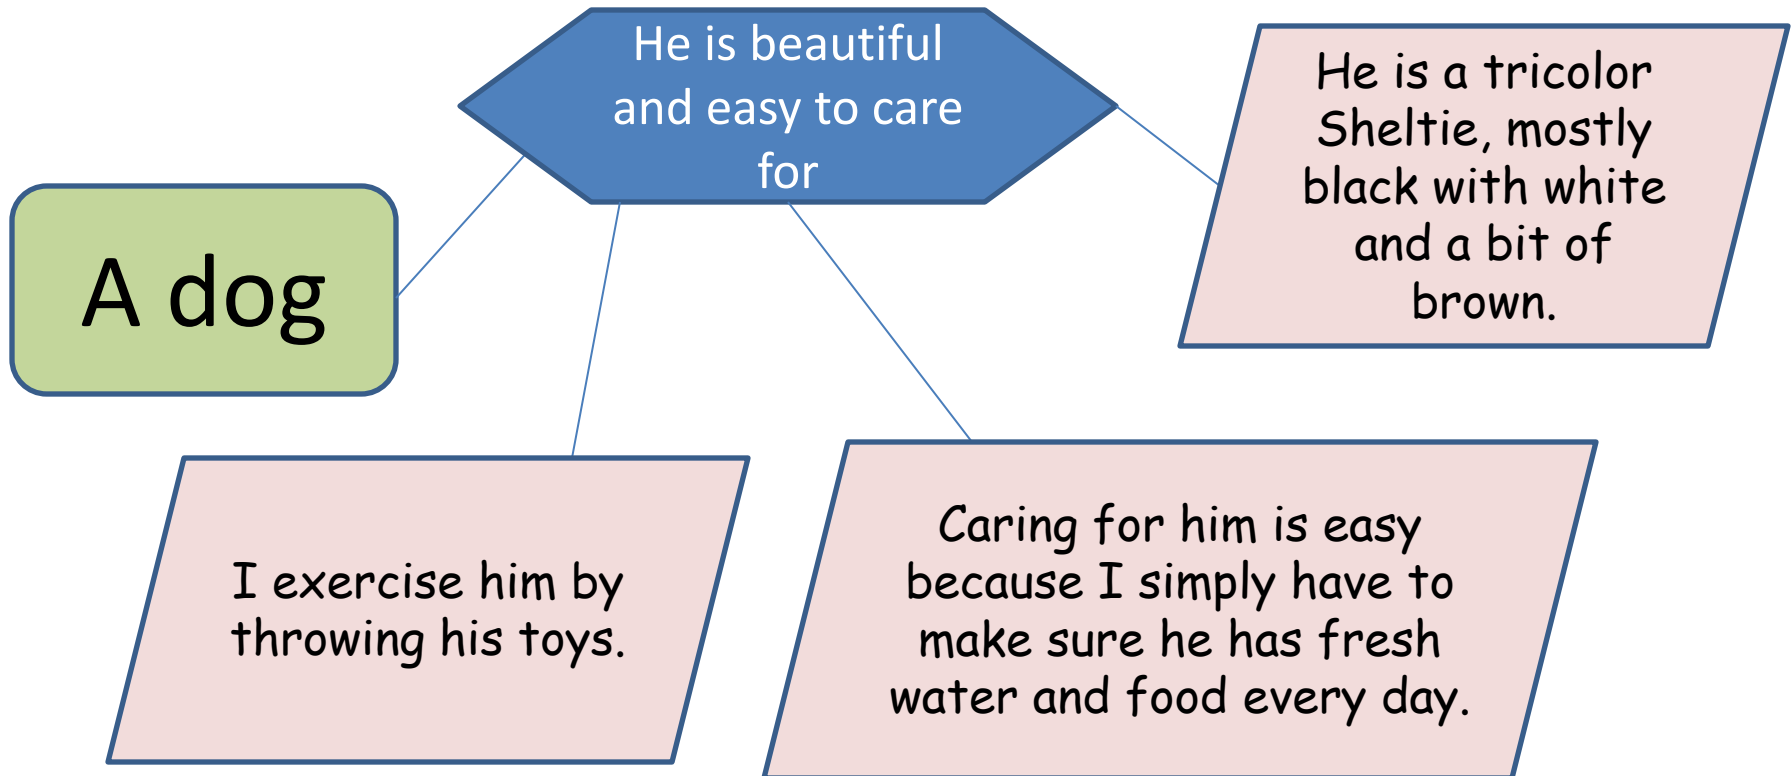 He is beautiful
and easy to care
for
He is a tricolor
Sheltie, mostly
black with white
and a bit of
brown.
A dog
I exercise him by
throwing his toys.
Caring for him is easy
because I simply have to
make sure he has fresh
water and food every day.